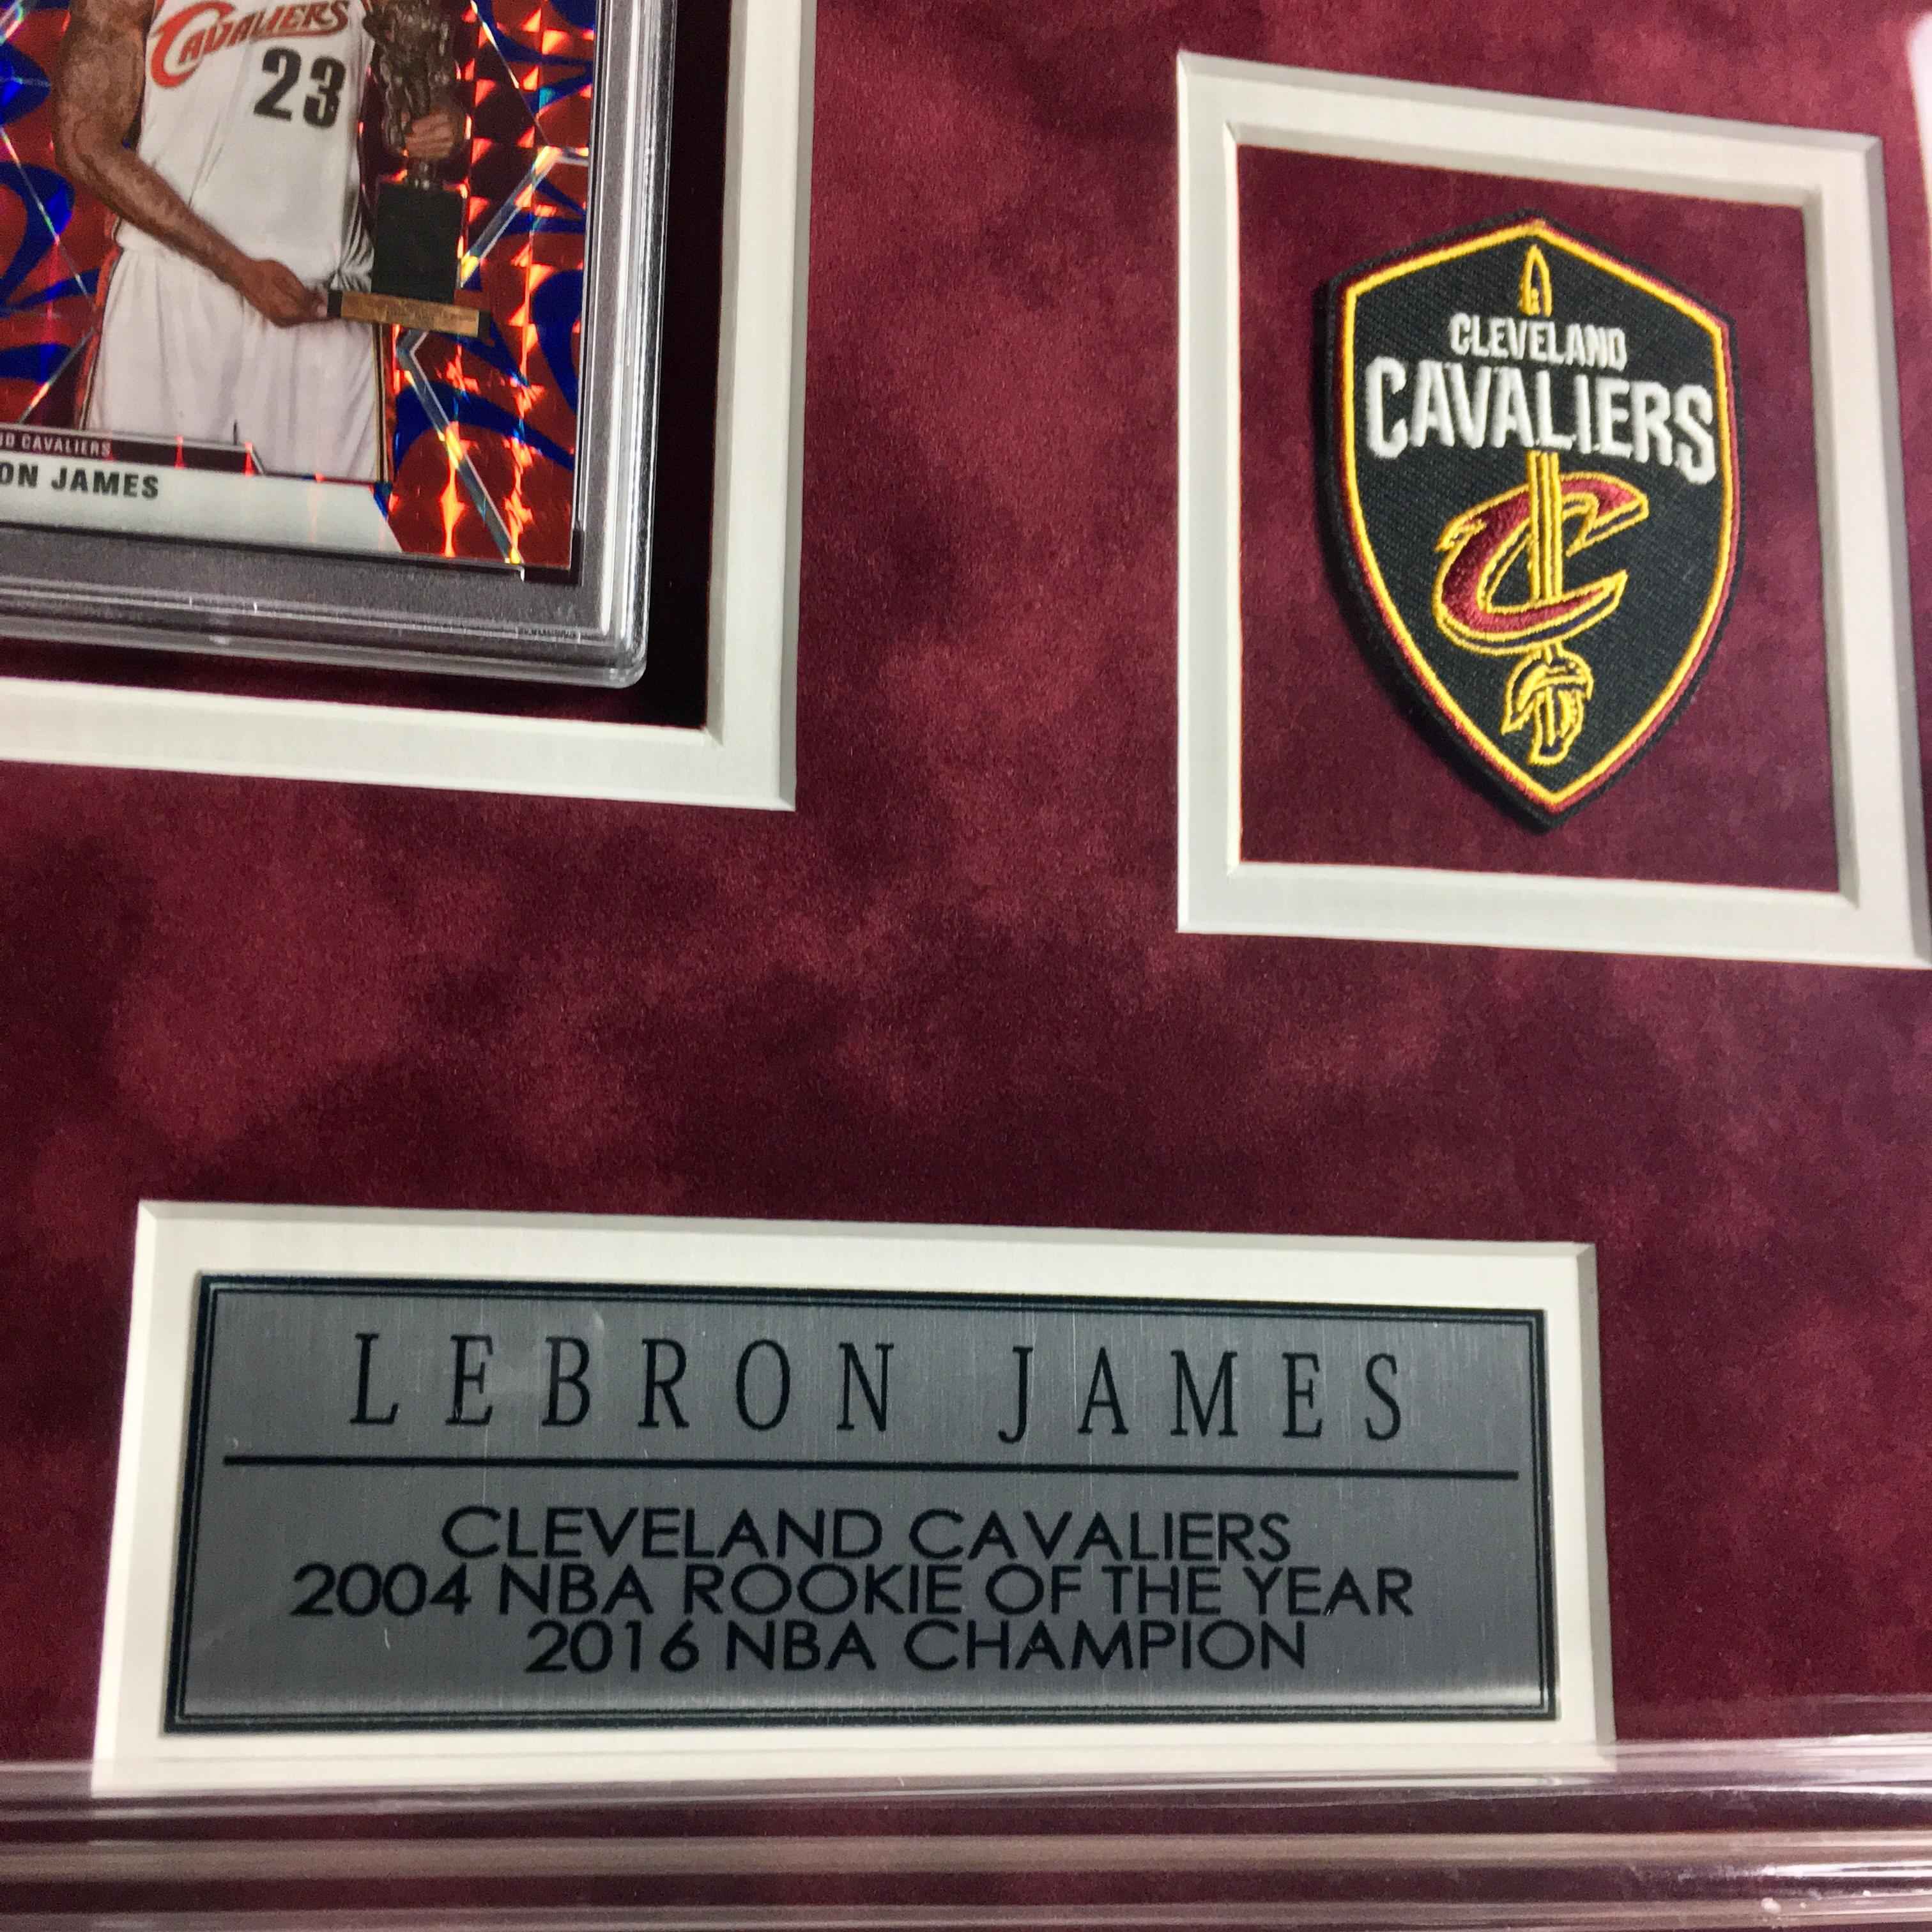 CAVALIERS
23
D CAVALIERS
ON JAMES
CLEVELAND
CAVALIERS
LEBRON JAMES
CLEVELAND CAVALIERS
2004 NBA ROOKIE OF THE YEAR
2016 NBA CHAMPION